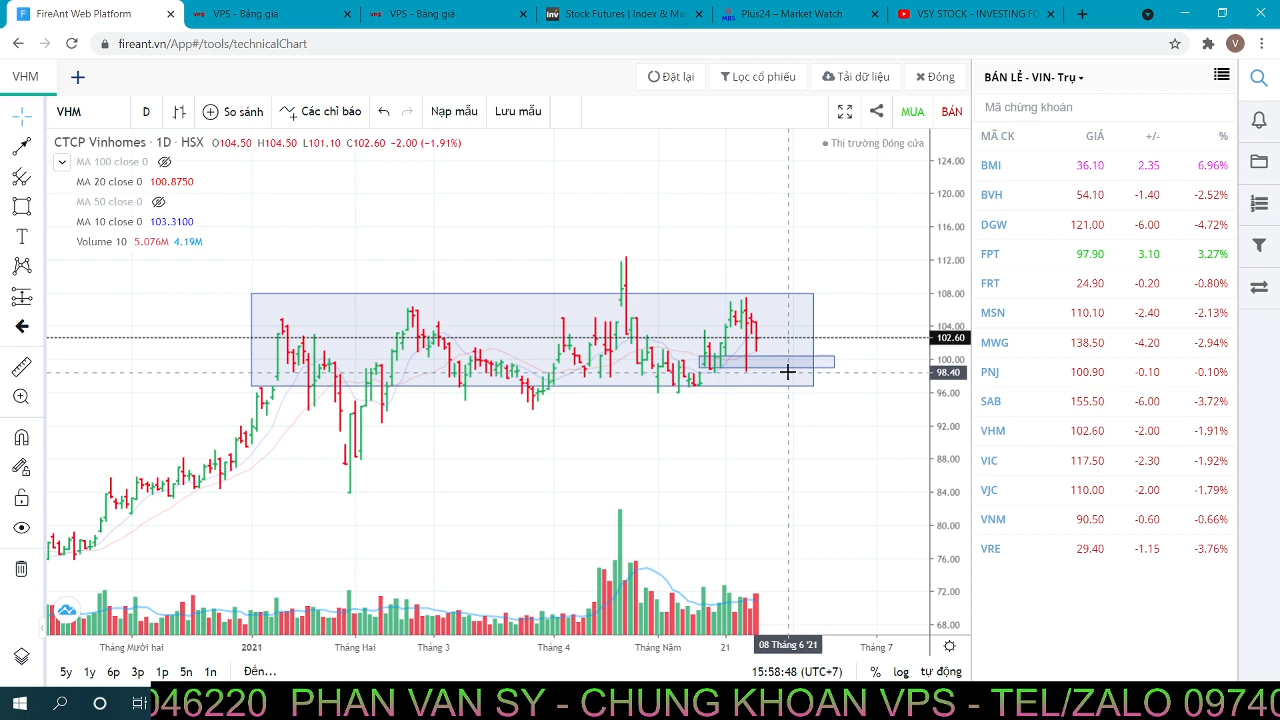 FireAnt Web Platform
VPS - Bảng giá
VPS - Bảng giá
Stock Futures | Index & Ma
Plus24 – Market Watch
VSY STOCK - INVESTING FO
fireant.vn/App#/tools/technicalChart
VHM
Đặt lại
Lọc cổ phiếu
Tải dữ liệu
Đóng
VHM
D
So sánh
Các chỉ báo
Nạp mẫu
Lưu mẫu
MUA
BÁN
CTCP Vinhomes · 1D · HSX O104.50 H104.50 L101.10 C102.60 −2.00 (−1.91%)
Thị trường Đóng cửa
MA 100 close 0
MA 20 close 0 100.8750
MA 50 close 0
MA 10 close 0 103.3100
Volume 10 5.076M 4.19M
124.00
120.00
116.00
112.00
108.00
104.00
102.60
100.00
98.40
96.00
92.00
88.00
84.00
80.00
76.00
72.00
68.00
Tháng Mười hai
2021
Tháng Hai
Tháng 3
Tháng 4
Tháng Năm
21
08 Tháng 6 '21
Tháng 7
5y 1y 6p 3p 1p 5n 1n Đến...
15:58:48 (UTC+7) % log tự động
BÁN LẺ - VIN- Trụ
Mã chứng khoán
MÃ CK GIÁ +/- %
BMI 36.10 2.35 6.96%
BVH 54.10 -1.40 -2.52%
DGW 121.00 -6.00 -4.72%
FPT 97.90 3.10 3.27%
FRT 24.90 -0.20 -0.80%
MSN 110.10 -2.40 -2.13%
MWG 138.50 -4.20 -2.94%
PNJ 100.90 -0.10 -0.10%
SAB 155.50 -6.00 -3.72%
VHM 102.60 -2.00 -1.91%
VIC 117.50 -2.30 -1.92%
VJC 110.00 -2.00 -1.79%
VNM 90.50 -0.60 -0.66%
VRE 29.40 -1.15 -3.76%
046220 PHAN VAN SY - CHUNG KHOAN VPS - TEL/ZALO 09740